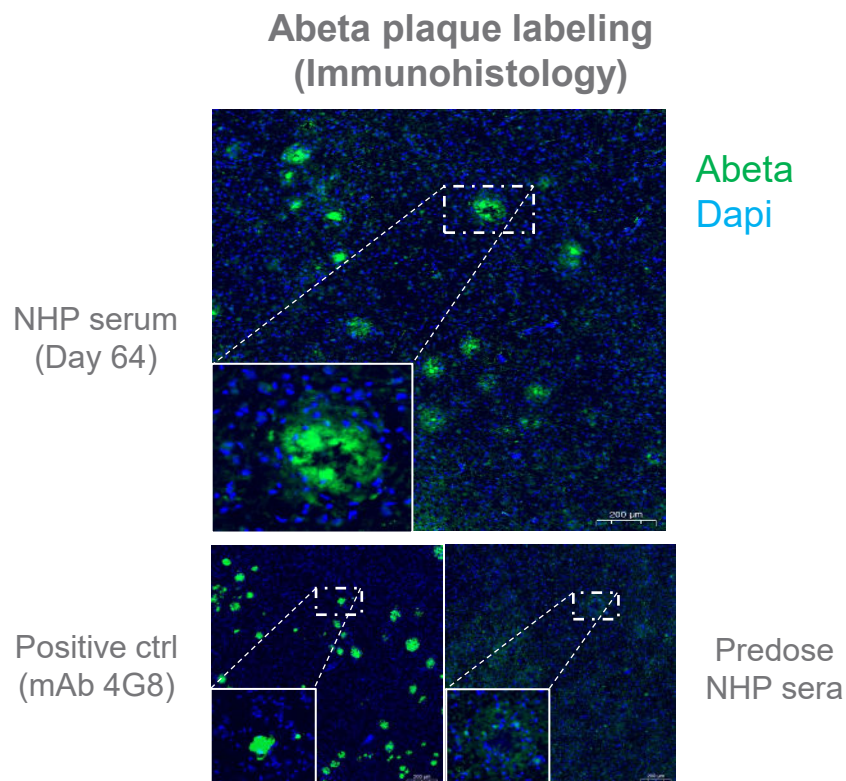 Abeta plaque labeling
(Immunohistology)
Abeta
Dapi
NHP serum
(Day 64)
200 µm
Positive ctrl
(mAb 4G8)
Predose
NHP sera